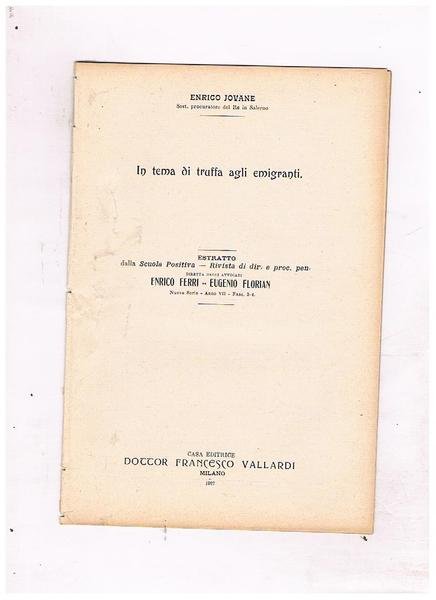 ENRICO JOVANE
Sost. procuratore del Re in Salerno
In tema di truffa agli emigranti.
ESTRATTO
dalla Scuola Positiva — Rivista di dir. e proc. pen.
DIRETTA DAGLI AVVOCATI
ENRICO FERRI - EUGENIO FLORIAN
Nuova Serie - Anno VII - Fasc. 3-4.
CASA EDITRICE
DOTTOR FRANCESCO VALLARDI
MILANO
1927